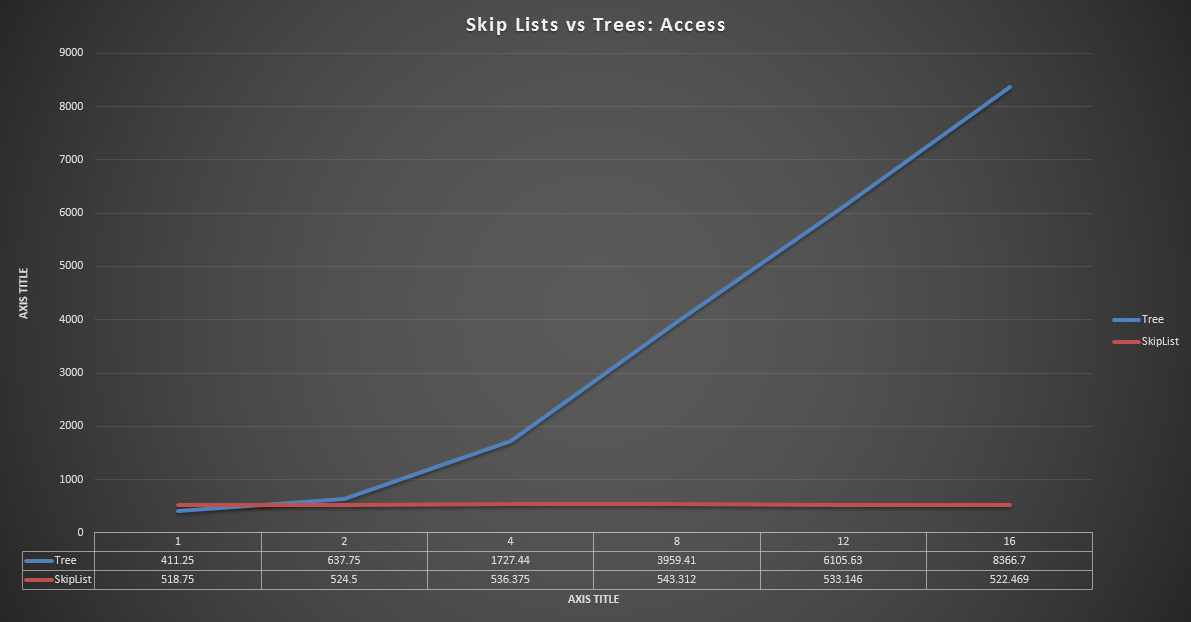 Skip Lists vs Trees: Access
9000
8000
7000
6000
5000
4000
3000
2000
1000
0
AXIS TITLE
Tree
SkipList
1 2 4 8 12 16
Tree 411.25 637.75 1727.44 3959.41 6105.63 8366.7
SkipList 518.75 524.5 536.375 543.312 533.146 522.469
AXIS TITLE